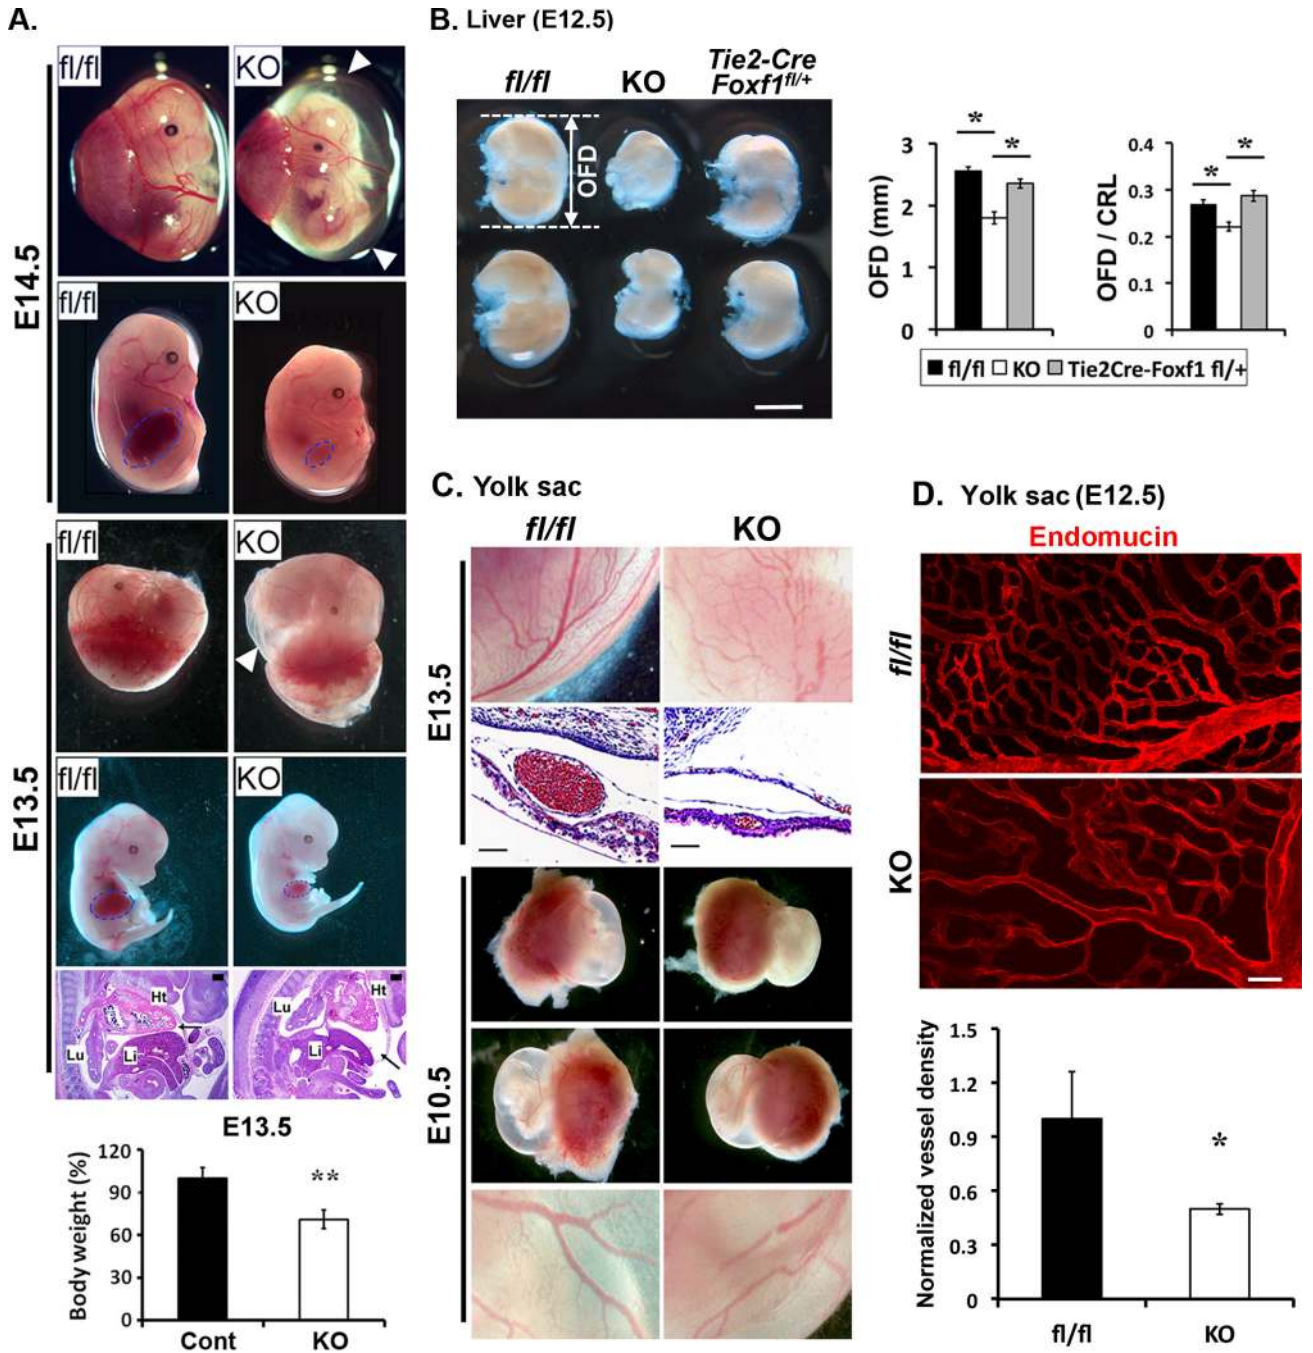 A.
E14.5
fl/fl
KO
fl/fl
KO
E13.5
fl/fl
KO
fl/fl
KO
Ht
Lu
Li
Ht
Lu
Li
E13.5
Body weight (%)
120
90
60
30
0
**
Cont
KO
B. Liver (E12.5)
fl/fl
KO
Tie2-Cre
Foxf1fl/+
OFD
OFD (mm)
3
2
1
0
*
*
OFD / CRL
0.4
0.3
0.2
0.1
0
*
*
fl/fl KO Tie2Cre-Foxf1 fl/+
C. Yolk sac
fl/fl
KO
E13.5
E10.5
D. Yolk sac (E12.5)
Endomucin
fl/fl
KO
Normalized vessel density
1.5
1.2
0.9
0.6
0.3
0
*
fl/fl
KO